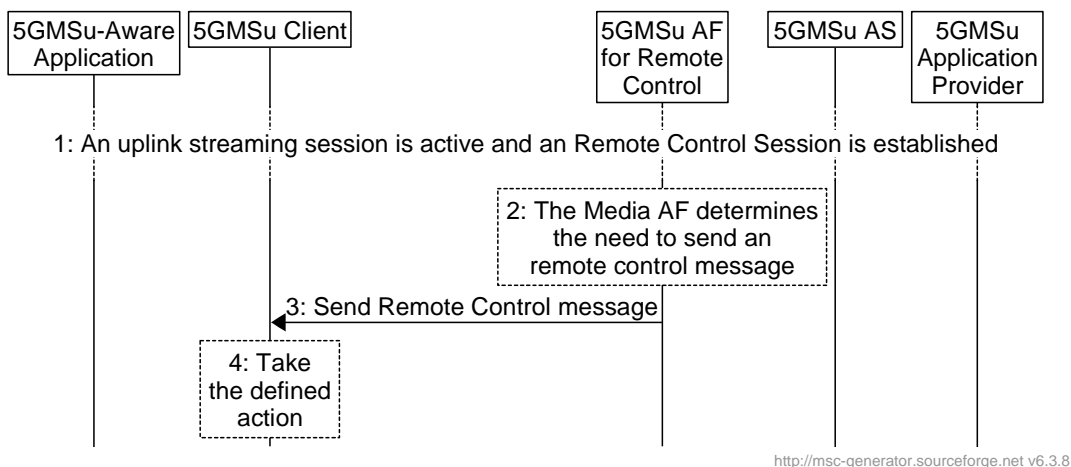 5GMSu-Aware
Application
5GMSu Client
5GMSu AF
for Remote
Control
5GMSu AS
5GMSu
Application
Provider
1: An uplink streaming session is active and an Remote Control Session is established
2: The Media AF determines
the need to send an
remote control message
3: Send Remote Control message
4: Take
the defined
action
http://msc-generator.sourceforge.net v6.3.8